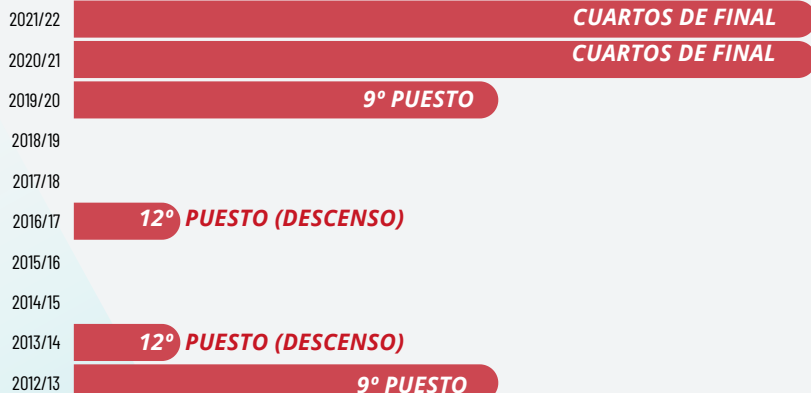 2021/22 CUARTOS DE FINAL
2020/21 CUARTOS DE FINAL
2019/20 9º PUESTO
2018/19
2017/18
2016/17 12º PUESTO (DESCENSO)
2015/16
2014/15
2013/14 12º PUESTO (DESCENSO)
2012/13 9º PUESTO